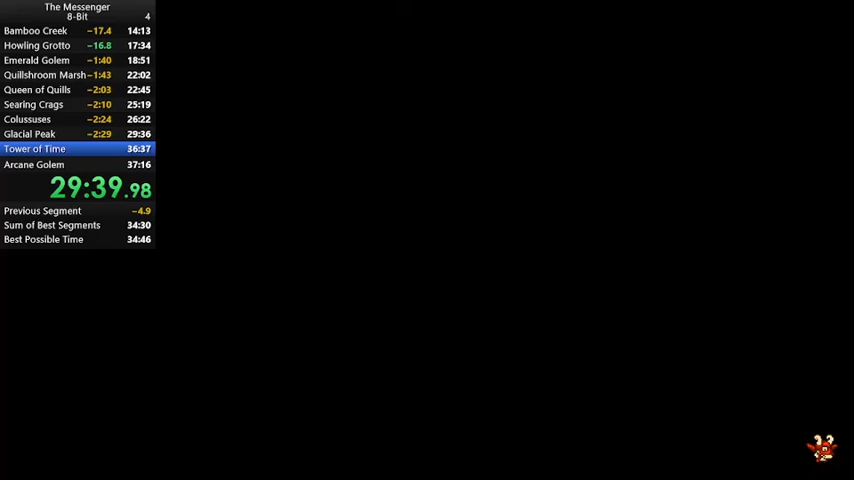 The Messenger
8-Bit 4
Bamboo Creek -17.4 14:13
Howling Grotto -16.8 17:34
Emerald Golem -1:40 18:51
Quillshroom Marsh -1:43 22:02
Queen of Quills -2:03 22:45
Searing Crags -2:10 25:19
Colussuses -2:24 26:22
Glacial Peak -2:29 29:36
Tower of Time 36:37
Arcane Golem 37:16
29:39.98
Previous Segment -4.9
Sum of Best Segments 34:30
Best Possible Time 34:46